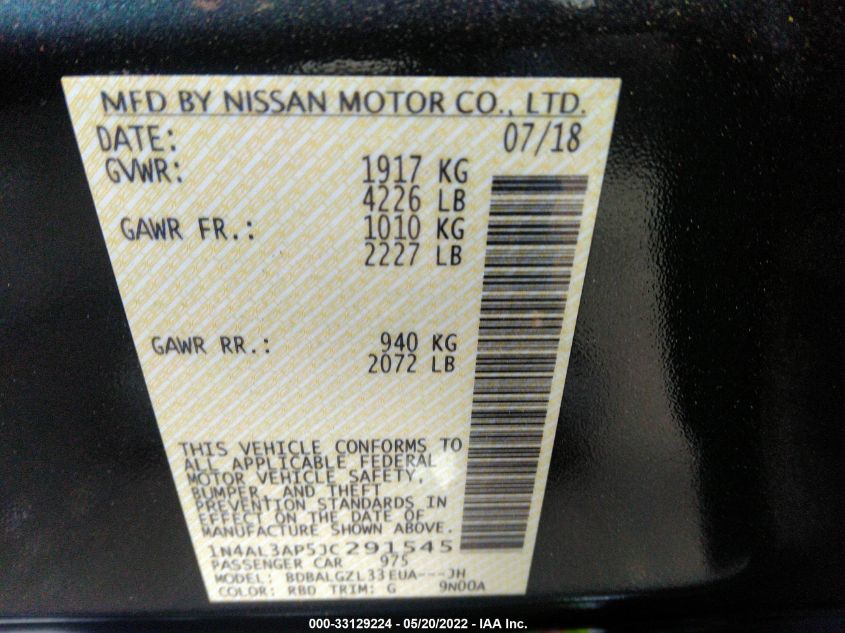 MFD BY NISSAN MOTOR CO., LTD.
DATE: 07/18
GVWR: 1917 KG
4226 LB
GAWR FR.: 1010 KG
2227 LB
GAWR RR.: 940 KG
2072 LB
THIS VEHICLE CONFORMS TO
ALL APPLICABLE FEDERAL
MOTOR VEHICLE SAFETY,
BUMPER, AND THEFT
PREVENTION STANDARDS IN
EFFECT ON THE DATE OF
MANUFACTURE SHOWN ABOVE.
1N4AL3AP5JC291545
PASSENGER CAR 975
MODEL: BDBALGZL33EUA---JH
COLOR: RBD TRIM: G 9N00A
000-33129224 - 05/20/2022 - IAA Inc.